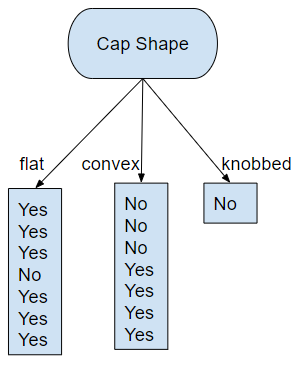 Cap Shape
flat
convex
knobbed
Yes
Yes
Yes
No
Yes
Yes
Yes
No
No
No
Yes
Yes
Yes
Yes
No